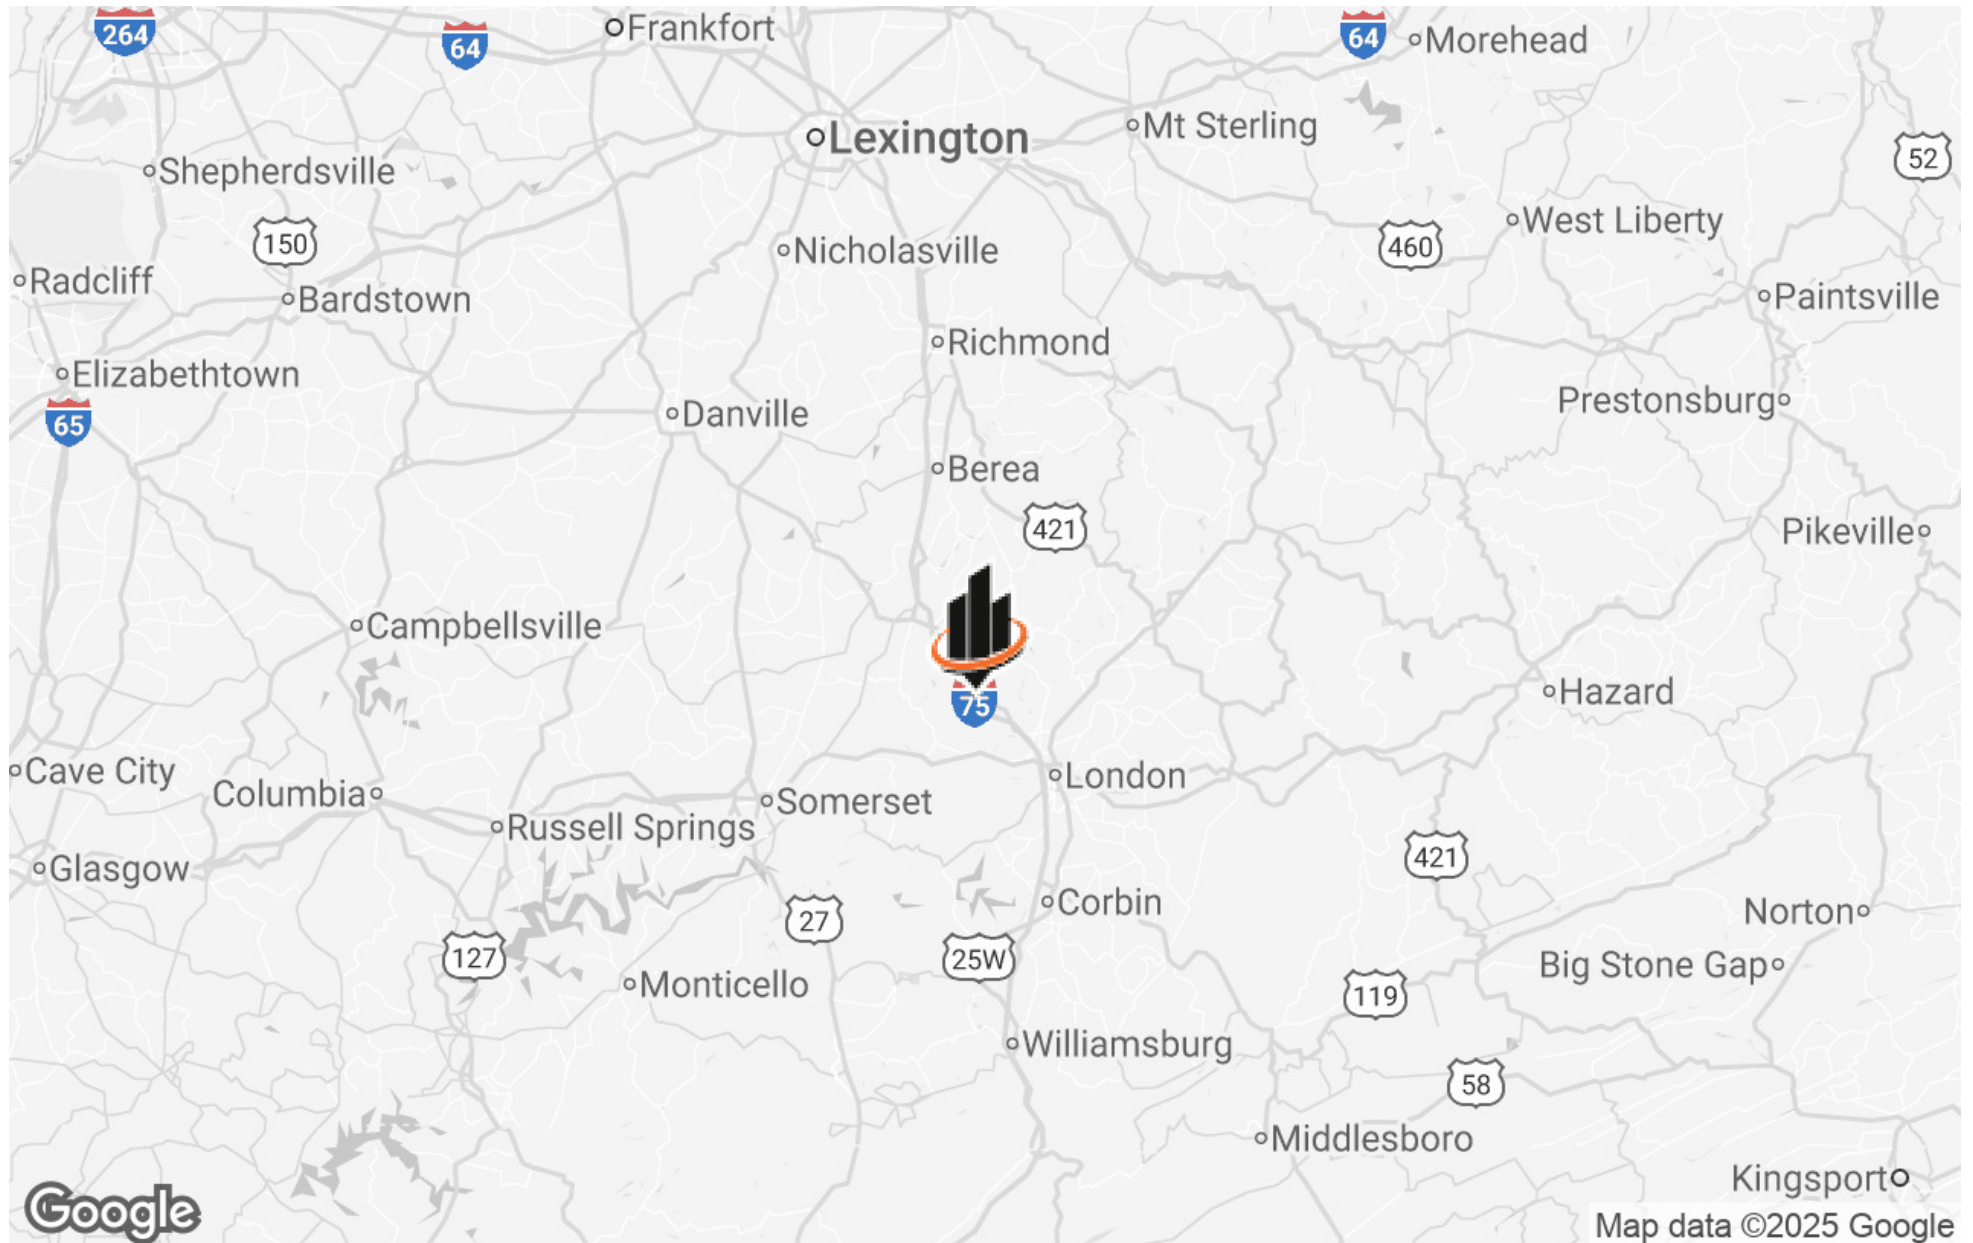 264
64
Frankfort
64
Morehead
Lexington
Mt Sterling
52
Shepherdsville
150
West Liberty
460
Nicholasville
Radcliff
Bardstown
Paintsville
Richmond
Elizabethtown
65
Prestonsburg
Danville
Berea
421
Pikeville
Campbellsville
75
Hazard
Cave City
Columbia
London
Somerset
Russell Springs
Glasgow
421
Corbin
27
Norton
127
25W
Big Stone Gap
Monticello
119
Williamsburg
58
Middlesboro
Kingsport
Google
Map data ©2025 Google